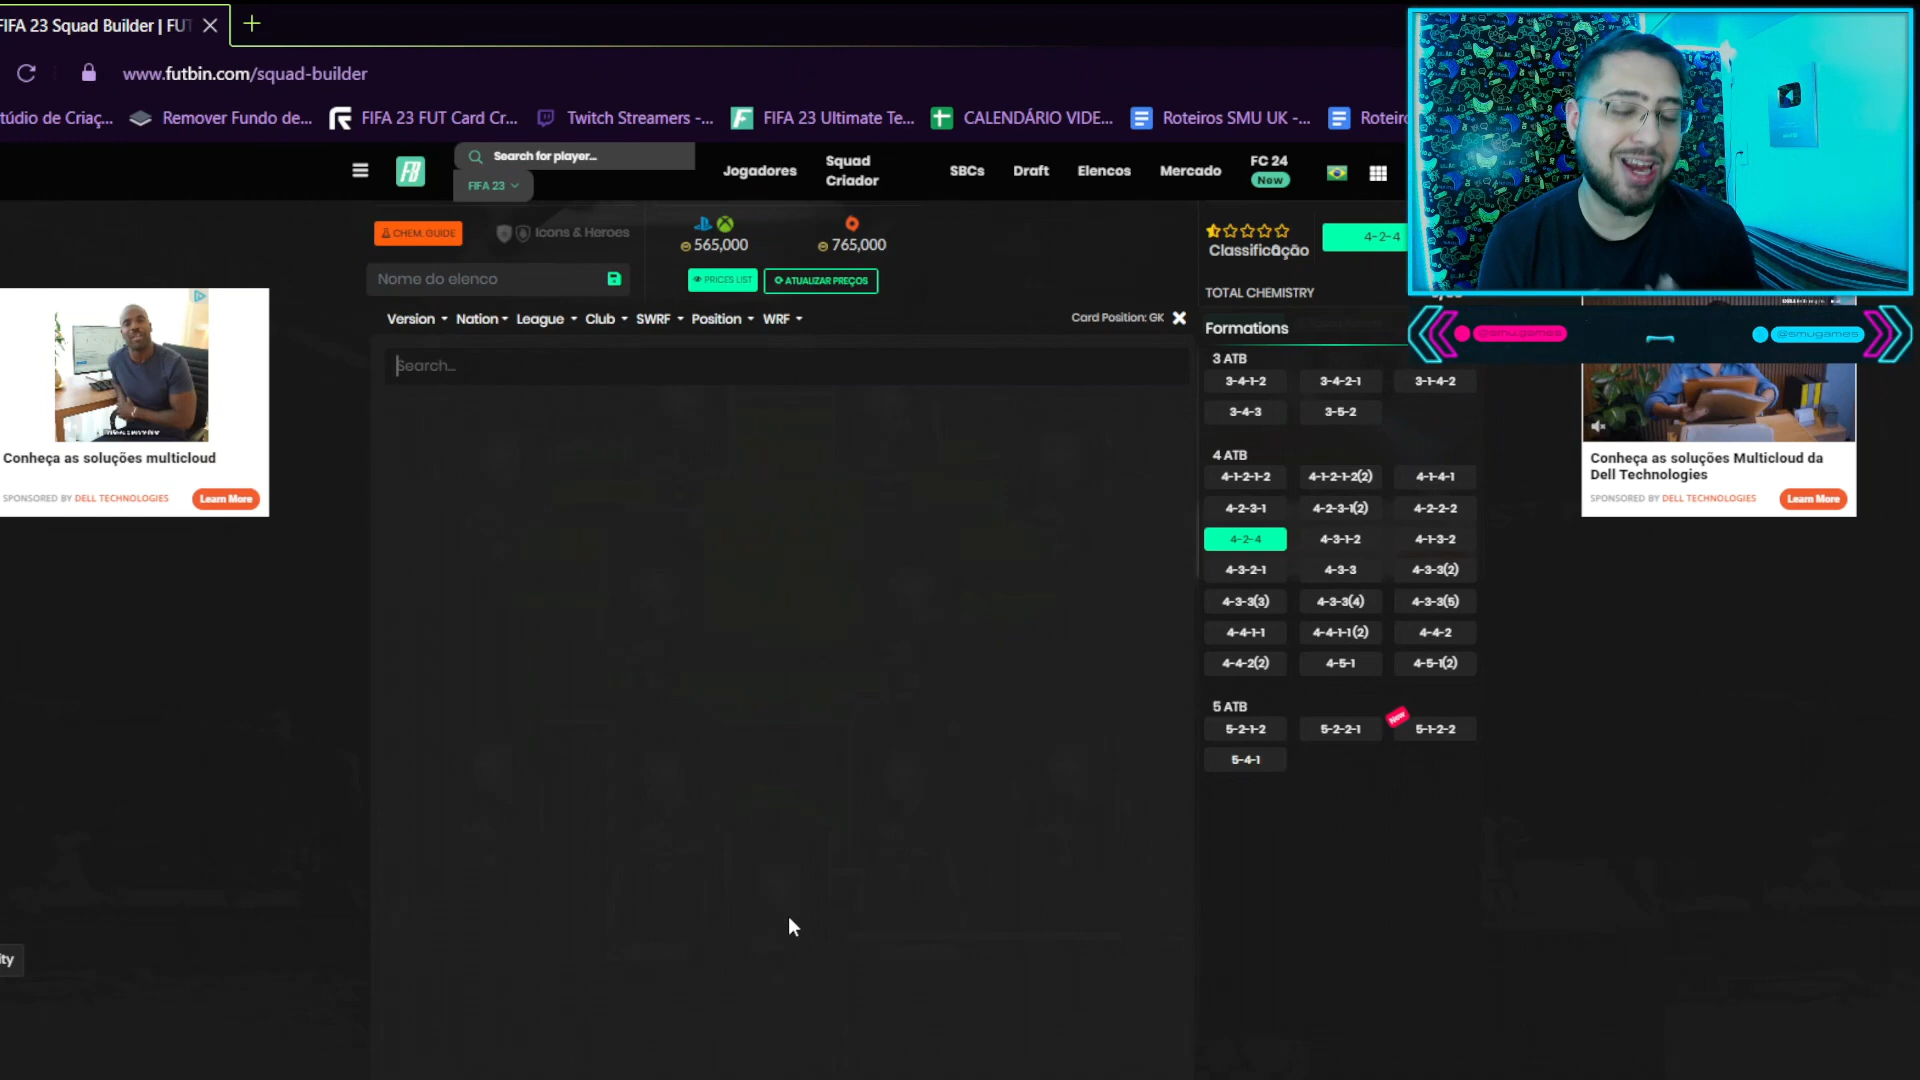 FIFA 23 Squad Builder | FUT
www.futbin.com/squad-builder
túdio de Criaç...
Remover Fundo de...
FIFA 23 FUT Card Cr...
Twitch Streamers -...
FIFA 23 Ultimate Te...
CALENDÁRIO VIDE...
Roteiros SMU UK -...
Roteiro
Search for player...
FIFA 23
Jogadores
Squad Criador
SBCs
Draft
Elencos
Mercado
FC 24
New
CHEM. GUIDE
Icons & Heroes
565,000
765,000
Classificação
4-2-4
Nome do elenco
PRICES LIST
ATUALIZAR PREÇOS
TOTAL CHEMISTRY
Version
Nation
League
Club
SWRF
Position
WRF
Card Position: GK
Formations
@smugames
@smugames
Search...
3 ATB
3-4-1-2
3-4-2-1
3-1-4-2
3-4-3
3-5-2
4 ATB
4-1-2-1-2
4-1-2-1-2(2)
4-1-4-1
4-2-3-1
4-2-3-1(2)
4-2-2-2
4-2-4
4-3-1-2
4-1-3-2
4-3-2-1
4-3-3
4-3-3(2)
4-3-3(3)
4-3-3(4)
4-3-3(5)
4-4-1-1
4-4-1-1(2)
4-4-2
4-4-2(2)
4-5-1
4-5-1(2)
5 ATB
New
5-2-1-2
5-2-2-1
5-1-2-2
5-4-1
Conheça as soluções multicloud
SPONSORED BY DELL TECHNOLOGIES
Learn More
Conheça as soluções Multicloud da
Dell Technologies
SPONSORED BY DELL TECHNOLOGIES
Learn More
ity